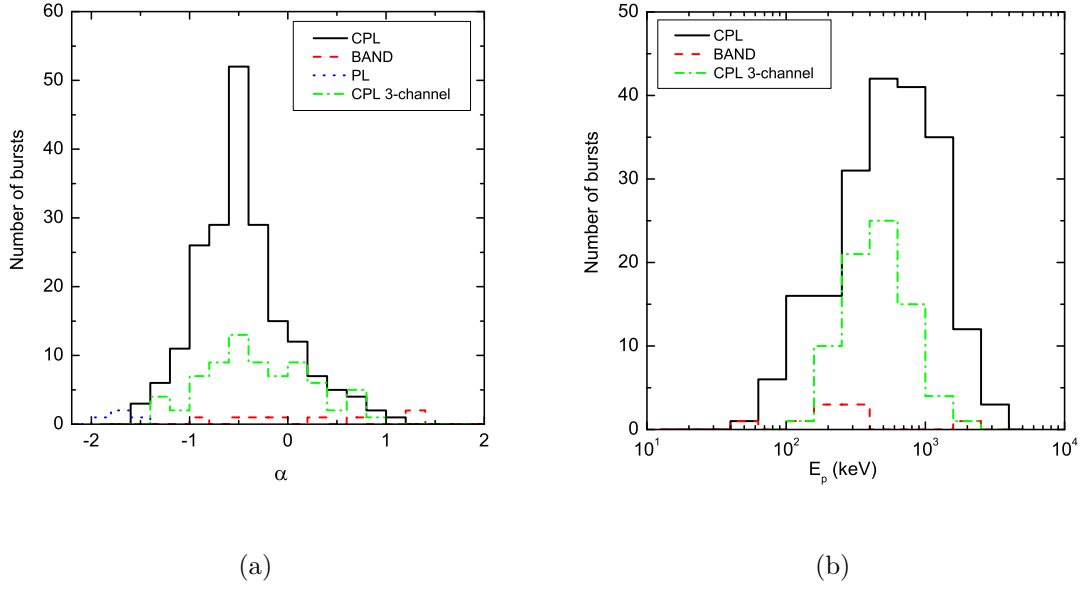 60
50
40
30
20
10
0
-2
-1
0
1
2
Number of bursts
α
CPL
BAND
PL
CPL 3-channel
(a)
50
40
30
20
10
0
10^1
10^2
10^3
10^4
Number of bursts
E_p (keV)
CPL
BAND
CPL 3-channel
(b)